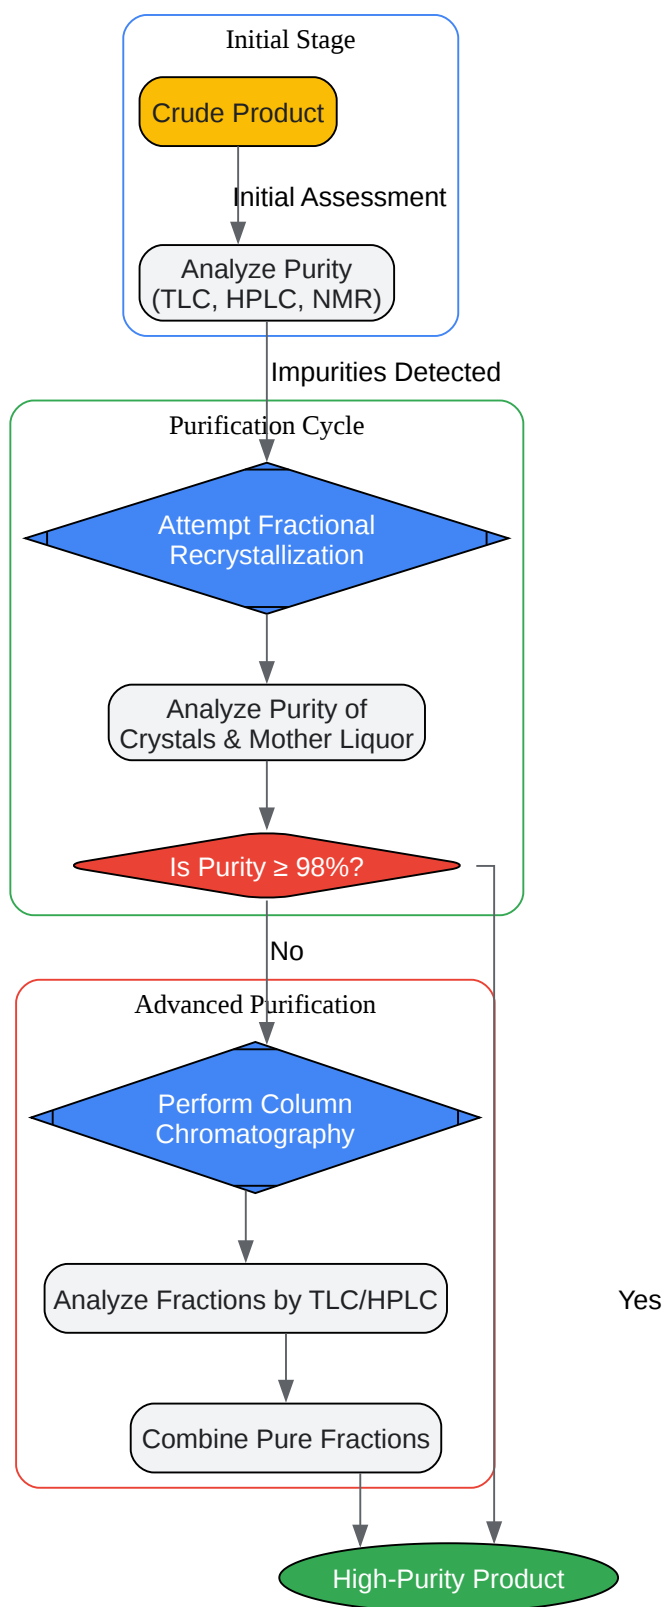 Initial Stage
Crude Product
Initial Assessment
Analyze Purity
(TLC, HPLC, NMR)
Impurities Detected
Purification Cycle
Attempt Fractional
Recrystallization
Analyze Purity of
Crystals & Mother Liquor
Is Purity ≥ 98%?
No
Advanced Purification
Perform Column
Chromatography
Analyze Fractions by TLC/HPLC
Yes
Combine Pure Fractions
High-Purity Product